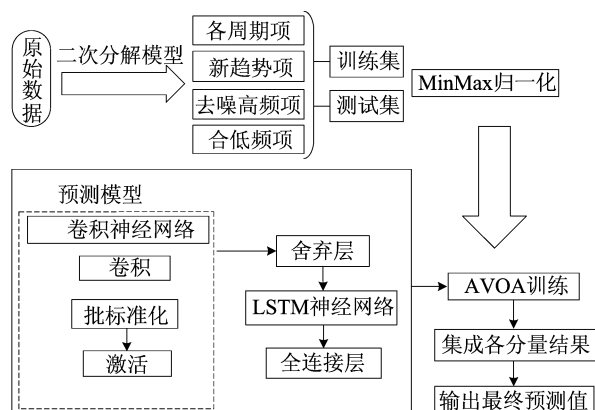 原始数据
二次分解模型
各周期项
新趋势项
去噪高频项
合低频项
训练集
测试集
MinMax归一化
预测模型
卷积神经网络
卷积
批标准化
激活
舍弃层
LSTM神经网络
全连接层
AVOA训练
集成各分量结果
输出最终预测值